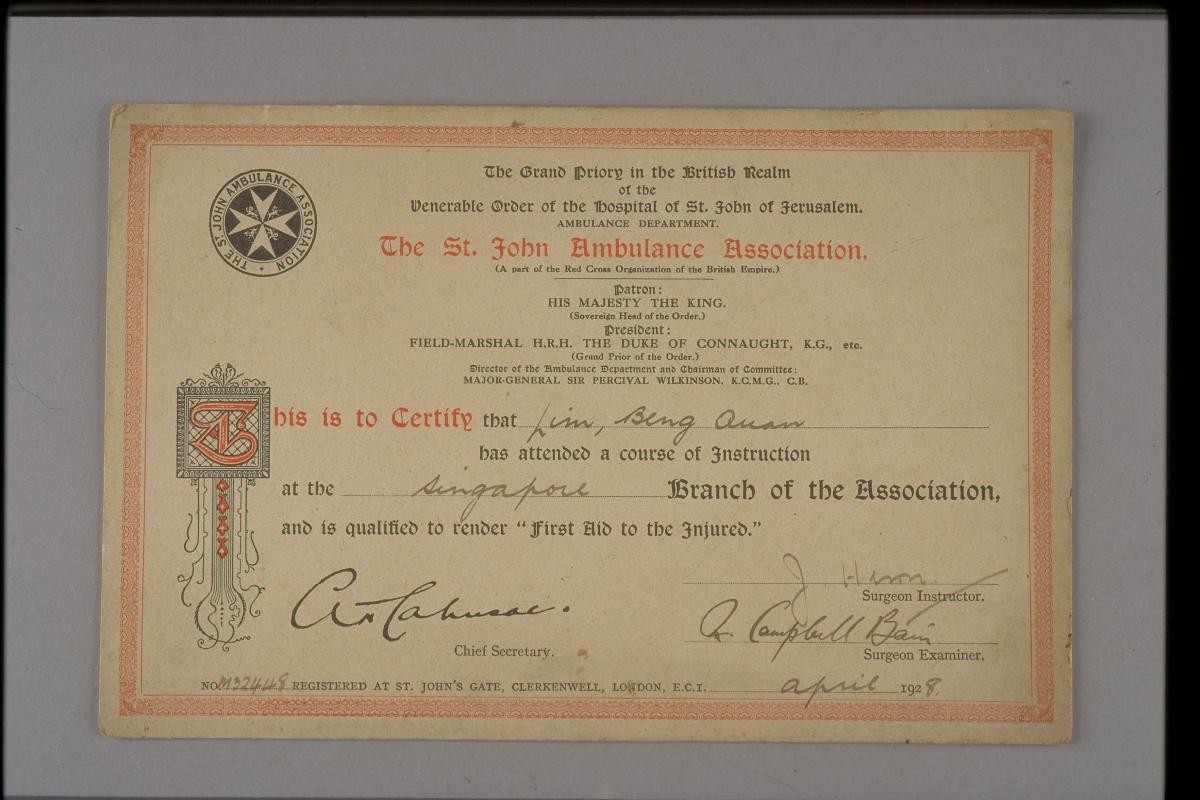 THE ST JOHN AMBULANCE ASSOCIATION
The Grand Priory in the British Realm
of the
Venerable Order of the Hospital of St. John of Jerusalem.
AMBULANCE DEPARTMENT.
The St. John Ambulance Association.
(A part of the Red Cross Organization of the British Empire.)
Patron:
HIS MAJESTY THE KING.
(Sovereign Head of the Order.)
President:
FIELD-MARSHAL H.R.H. THE DUKE OF CONNAUGHT, K.G., etc.
(Grand Prior of the Order.)
Director of the Ambulance Department and Chairman of Committee:
MAJOR-GENERAL SIR PERCIVAL WILKINSON, K.C.M.G., C.B.
This is to Certify that Lim, Beng Quan
has attended a course of Instruction
at the Singapore Branch of the Association,
and is qualified to render "First Aid to the Injured."
J. Heron.
Surgeon Instructor.
Campbell Bain
Chief Secretary.
Surgeon Examiner.
NO. M32448 REGISTERED AT ST. JOHN'S GATE, CLERKENWELL, LONDON, E.C.1. april 1928.
H